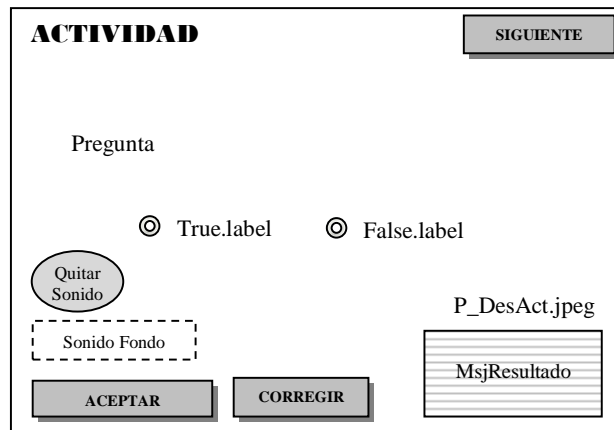 ACTIVIDAD
SIGUIENTE
Pregunta
True.label
False.label
Quitar
Sonido
P_DesAct.jpeg
Sonido Fondo
MsjResultado
ACEPTAR
CORREGIR